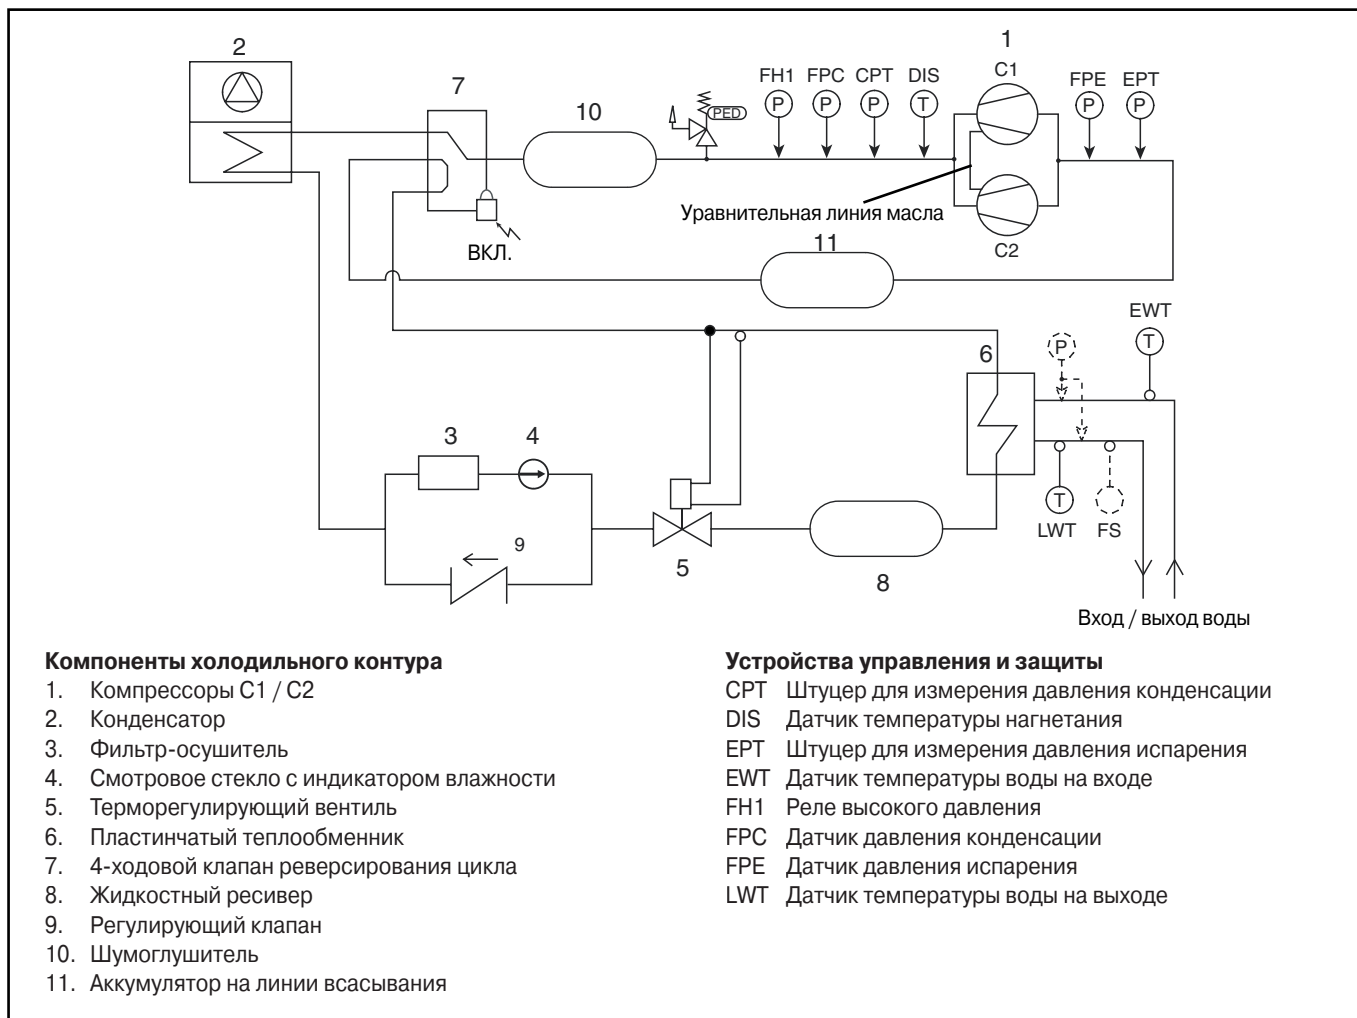 1
2
C1
FH1 FPC CPT DIS
FPE EPT
7
10
P P P T
P P
PED
Уравнительная линия масла
ВКЛ.
11
C2
EWT
P T
6
3 4
T
9
LWT FS
5
8
Вход / выход воды
Компоненты холодильного контура
1. Компрессоры C1 / C2
2. Конденсатор
3. Фильтр-осушитель
4. Смотровое стекло с индикатором влажности
5. Терморегулирующий вентиль
6. Пластинчатый теплообменник
7. 4-ходовой клапан реверсирования цикла
8. Жидкостный ресивер
9. Регулирующий клапан
10. Шумоглушитель
11. Аккумулятор на линии всасывания
Устройства управления и защиты
CPT Штуцер для измерения давления конденсации
DIS Датчик температуры нагнетания
EPT Штуцер для измерения давления испарения
EWT Датчик температуры воды на входе
FH1 Реле высокого давления
FPC Датчик давления конденсации
FPE Датчик давления испарения
LWT Датчик температуры воды на выходе